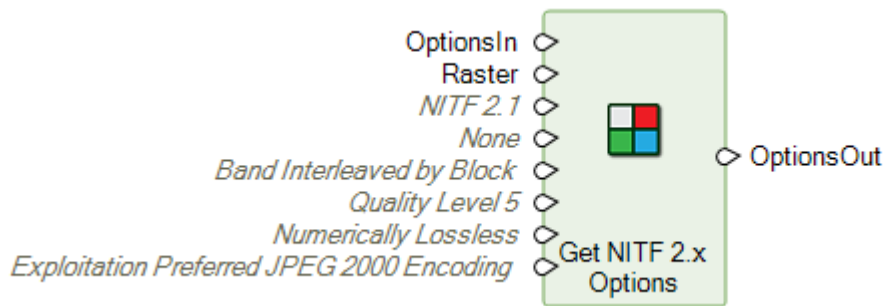 OptionsIn
Raster
NITF 2.1
None
Band Interleaved by Block
Quality Level 5
Numerically Lossless
Exploitation Preferred JPEG 2000 Encoding
Get NITF 2.x
Options
OptionsOut